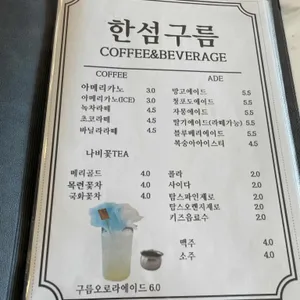 한섬구름
COFFEE&BEVERAGE
COFFEE
아메리카노 3.0
아메리카노(ICE) 3.0
녹차라떼 4.5
초코라떼 4.5
바닐라라떼 4.5
나비꽃TEA
메리골드 4.0
목련꽃차 4.0
국화꽃차 4.0
구름오로라에이드 6.0
ADE
망고에이드 5.5
청포도에이드 5.5
자몽에이드 5.5
딸기에이드(라떼가능) 5.5
블루베리에이드 5.5
복숭아아이스티 4.5
콜라 2.0
사이다 2.0
탐스파인제로 2.0
탐스오렌지제로 2.0
키즈음료수 2.0
맥주 4.0
소주 4.0